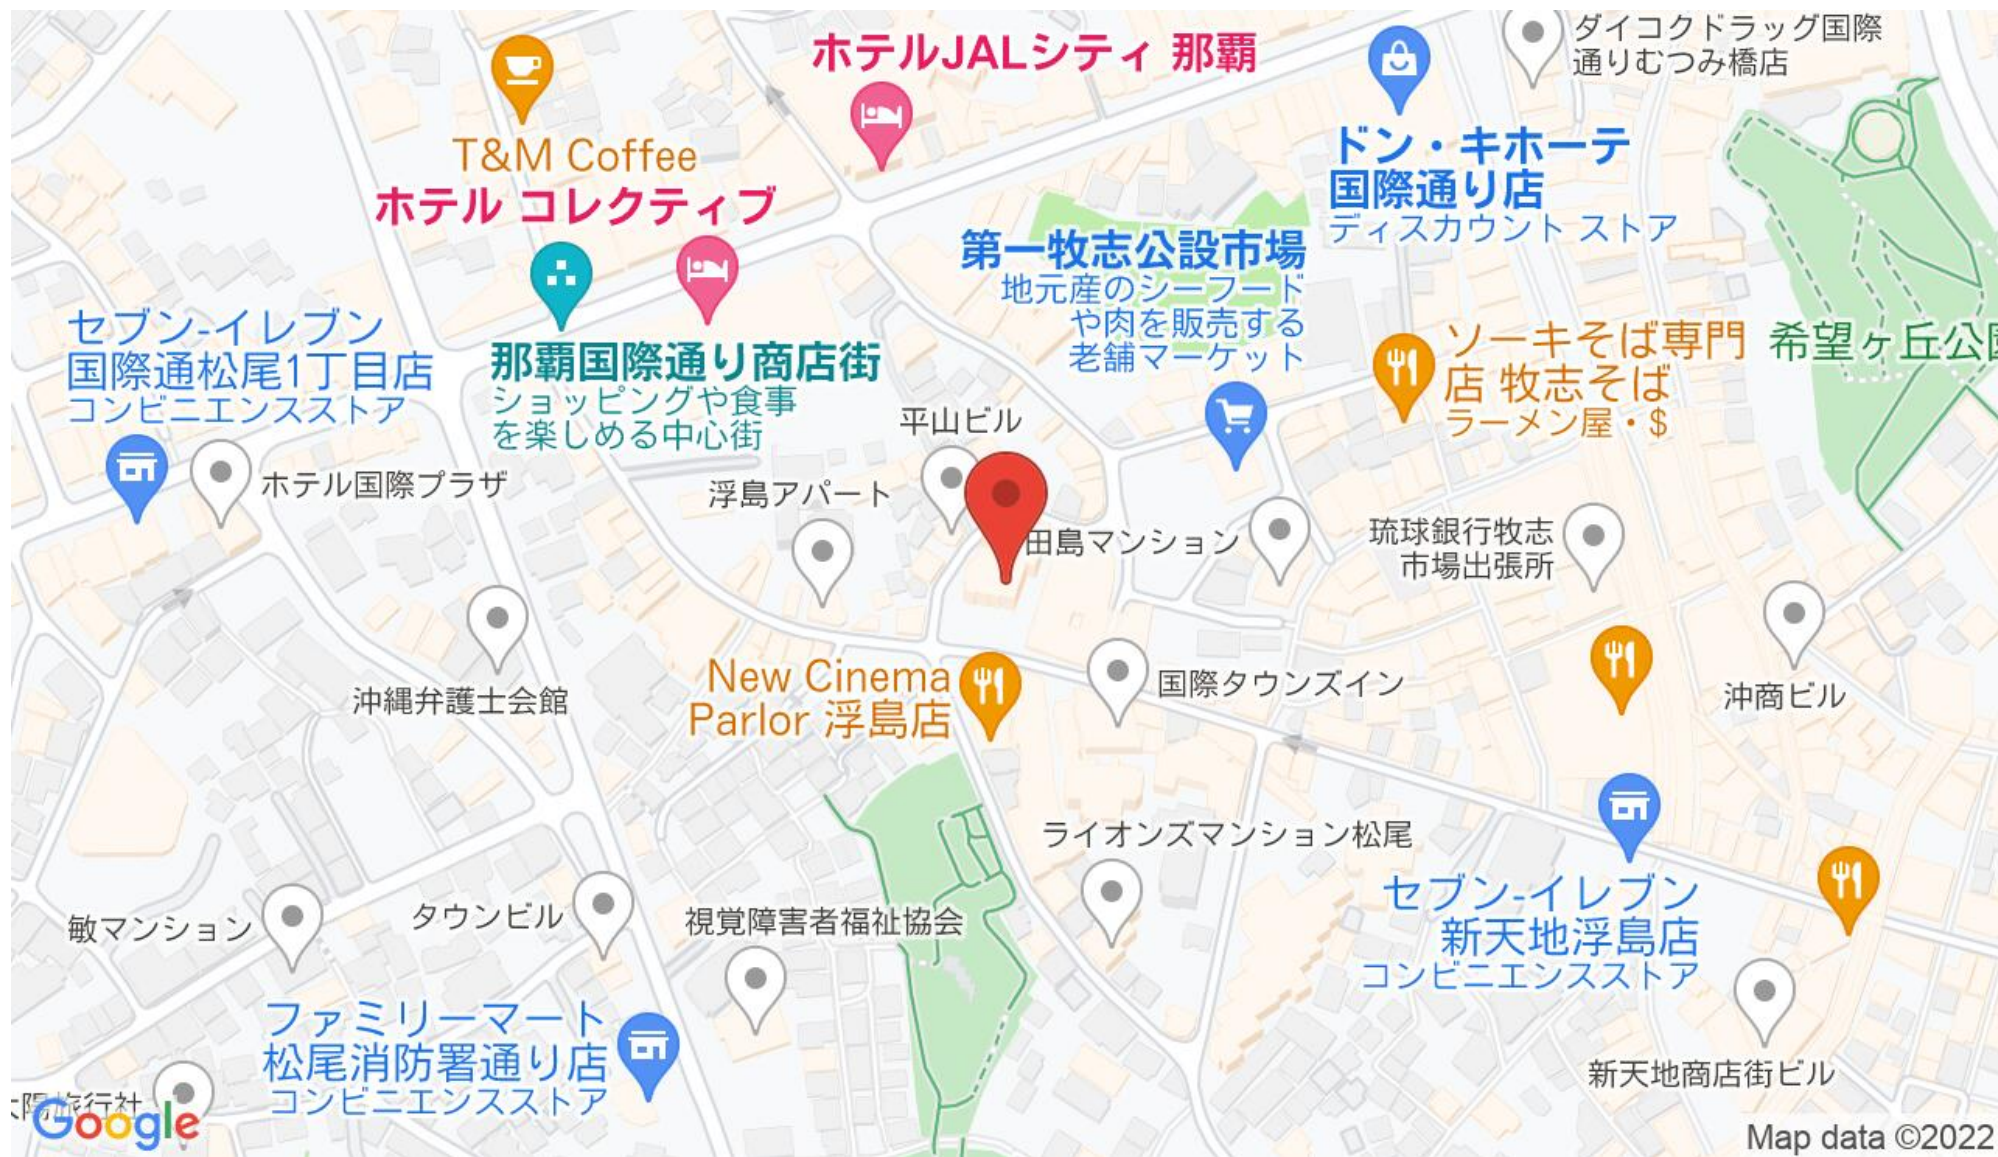 ダイコクドラッグ国際
通りむつみ橋店
ホテルJALシティ 那覇
T&M Coffee
ホテル コレクティブ
ドン・キホーテ
国際通り店
ディスカウント ストア
第一牧志公設市場
地元産のシーフード
や肉を販売する
老舗マーケット
セブン-イレブン
国際通松尾1丁目店
コンビニエンスストア
那覇国際通り商店街
ショッピングや食事
を楽しめる中心街
ソーキそば専門
店 牧志そば
ラーメン屋・$
希望ヶ丘公園
平山ビル
ホテル国際プラザ
浮島アパート
田島マンション
琉球銀行牧志
市場出張所
沖縄弁護士会館
New Cinema
Parlor 浮島店
国際タウンズイン
沖商ビル
ライオンズマンション松尾
セブン-イレブン
新天地浮島店
コンビニエンスストア
敏マンション
タウンビル
視覚障害者福祉協会
ファミリーマート
松尾消防署通り店
コンビニエンスストア
新天地商店街ビル
陽旅行社
Google
Map data ©2022